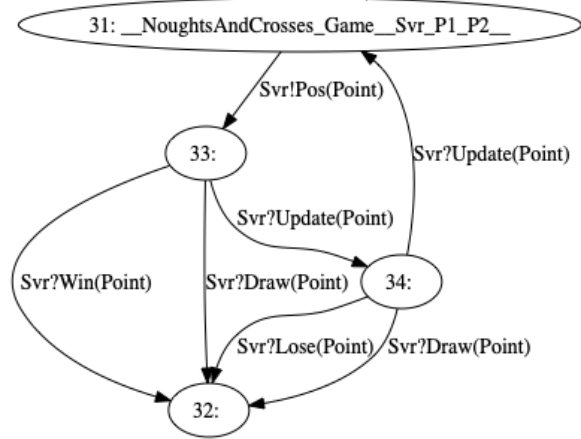 31: __NoughtsAndCrosses_Game__Svr_P1_P2__
Svr!Pos(Point)
33:
Svr?Update(Point)
Svr?Update(Point)
Svr?Win(Point)
Svr?Draw(Point)
34:
Svr?Lose(Point)
Svr?Draw(Point)
32: